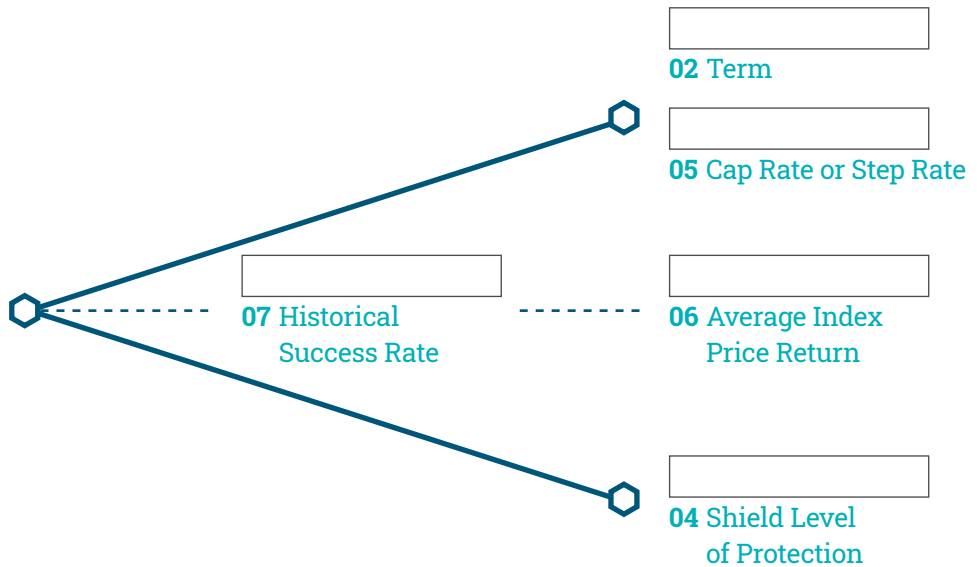 02 Term
05 Cap Rate or Step Rate
07 Historical
Success Rate
06 Average Index
Price Return
04 Shield Level
of Protection